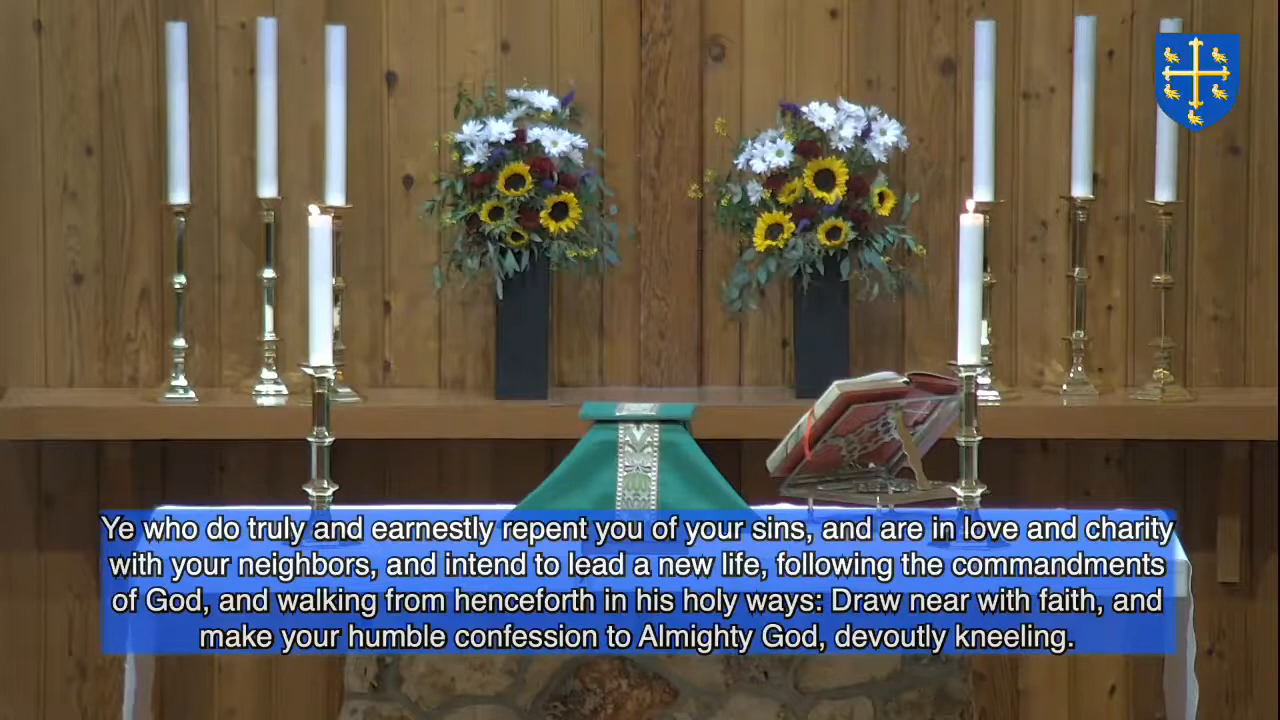 Ye who do truly and earnestly repent you of your sins, and are in love and charity
with your neighbors, and intend to lead a new life, following the commandments
of God, and walking from henceforth in his holy ways: Draw near with faith, and
make your humble confession to Almighty God, devoutly kneeling.